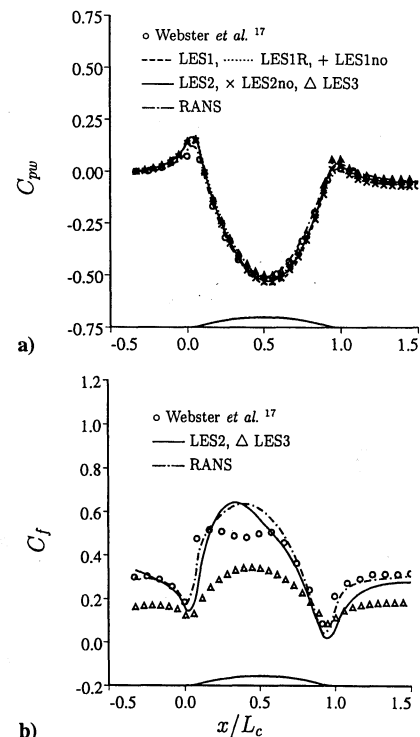 0.75
○ Webster et al. 17
---- LES1, ········ LES1R, + LES1no
0.50
— LES2, × LES2no, △ LES3
—·—·— RANS
0.25
0.00
-0.25
-0.50
-0.75
C_pw
a)
-0.5 0.0 0.5 1.0 1.5
1.2
1.0
○ Webster et al. 17
— LES2, △ LES3
0.8
—·—·— RANS
0.6
0.4
0.2
0.0
-0.2
C_f
-0.5 0.0 0.5 1.0 1.5
b)
x/L_c